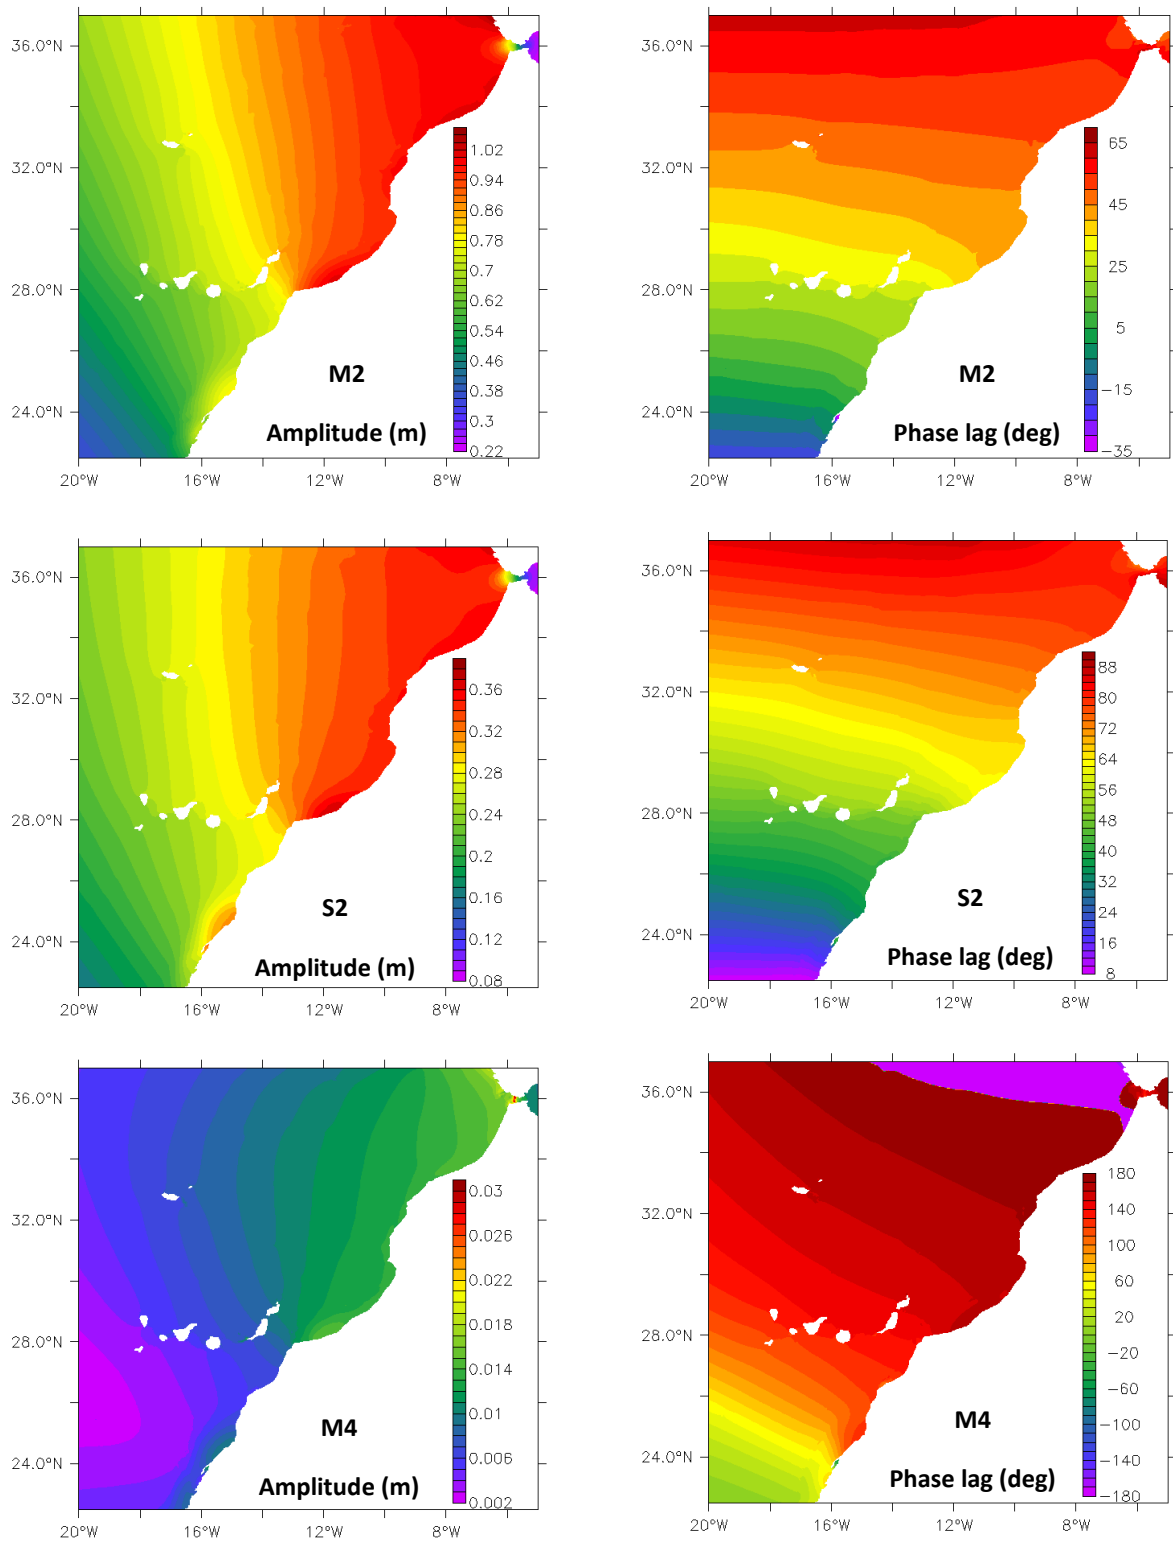 36.0°N
32.0°N
28.0°N
24.0°N
20°W 16°W 12°W 8°W
1.02
0.94
0.86
0.78
0.7
0.62
0.54
0.46
0.38
0.3
0.22
M2
Amplitude (m)
36.0°N
32.0°N
28.0°N
24.0°N
20°W 16°W 12°W 8°W
65
45
25
5
−15
−35
M2
Phase lag (deg)
36.0°N
32.0°N
28.0°N
24.0°N
20°W 16°W 12°W 8°W
0.36
0.32
0.28
0.24
0.2
0.16
0.12
0.08
S2
Amplitude (m)
36.0°N
32.0°N
28.0°N
24.0°N
20°W 16°W 12°W 8°W
88
80
72
64
56
48
40
32
24
16
8
S2
Phase lag (deg)
36.0°N
32.0°N
28.0°N
24.0°N
20°W 16°W 12°W 8°W
0.03
0.026
0.022
0.018
0.014
0.01
0.006
0.002
M4
Amplitude (m)
36.0°N
32.0°N
28.0°N
24.0°N
20°W 16°W 12°W 8°W
180
140
100
60
20
−20
−60
−100
−140
−180
M4
Phase lag (deg)